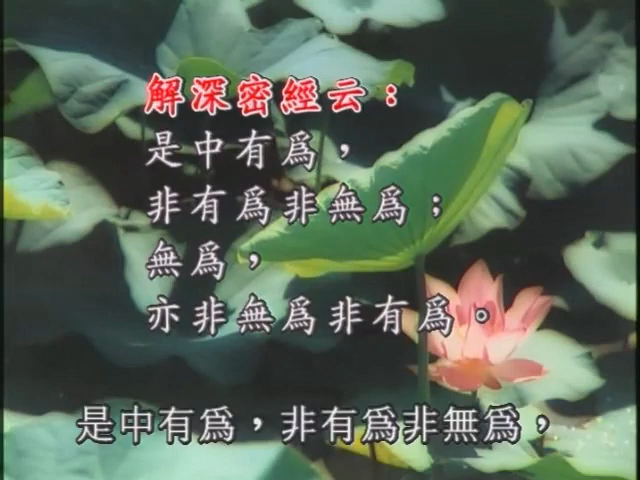 解深密經云：
是中有爲，
非有爲非無爲；
無爲，
亦非無爲非有爲。
是中有爲，非有爲非無爲，